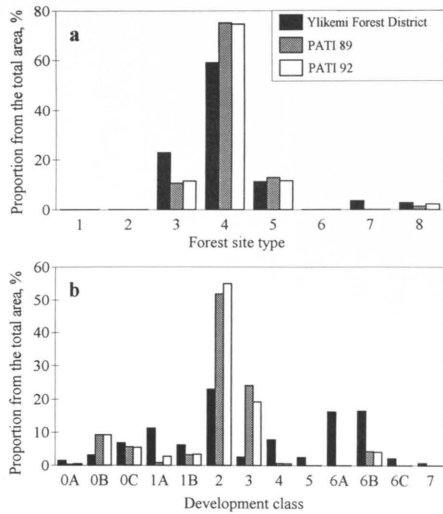 a
Ylikemi Forest District
PATI 89
PATI 92
Proportion from the total area, %
80
60
40
20
0
1 2 3 4 5 6 7 8
Forest site type
b
Proportion from the total area, %
60
50
40
30
20
10
0
0A 0B 0C 1A 1B 2 3 4 5 6A 6B 6C 7
Development class